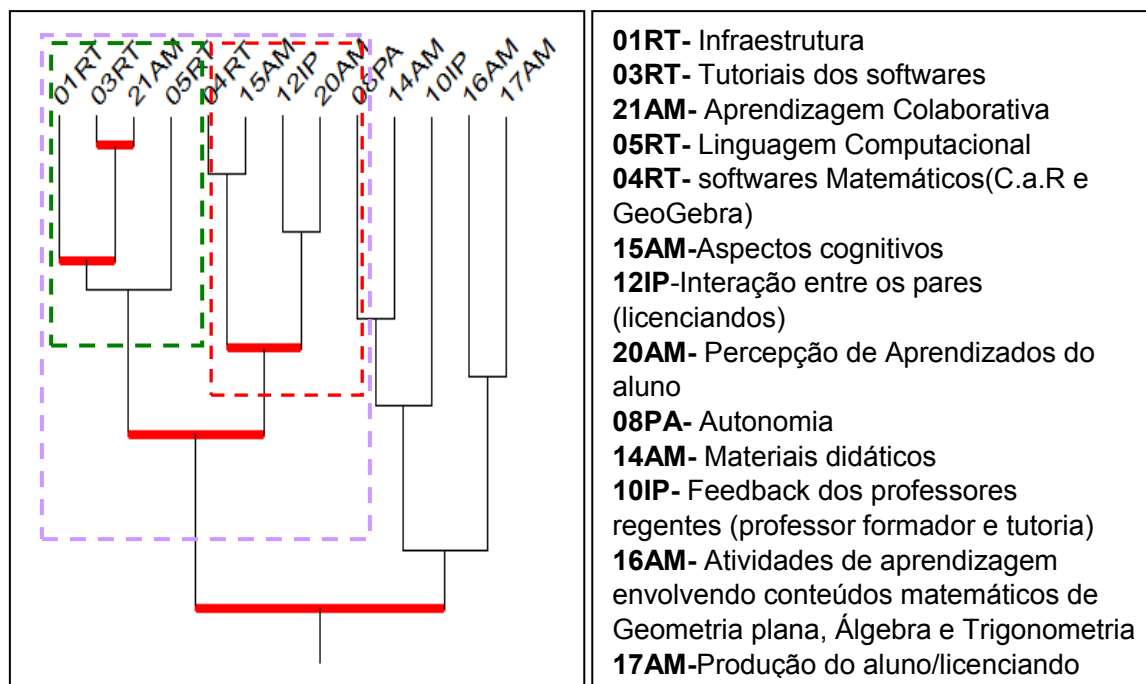 01RT
03RT
21AM
05RT
04RT
15AM
12IP
20AM
08PA
14AM
10IP
16AM
17AM
01RT- Infraestrutura
03RT- Tutoriais dos softwares
21AM- Aprendizagem Colaborativa
05RT- Linguagem Computacional
04RT- softwares Matemáticos(C.a.R e
GeoGebra)
15AM-Aspectos cognitivos
12IP-Interação entre os pares
(licenciandos)
20AM- Percepção de Aprendizados do
aluno
08PA- Autonomia
14AM- Materiais didáticos
10IP- Feedback dos professores
regentes (professor formador e tutoria)
16AM- Atividades de aprendizagem
envolvendo conteúdos matemáticos de
Geometria plana, Álgebra e Trigonometria
17AM-Produção do aluno/licenciando